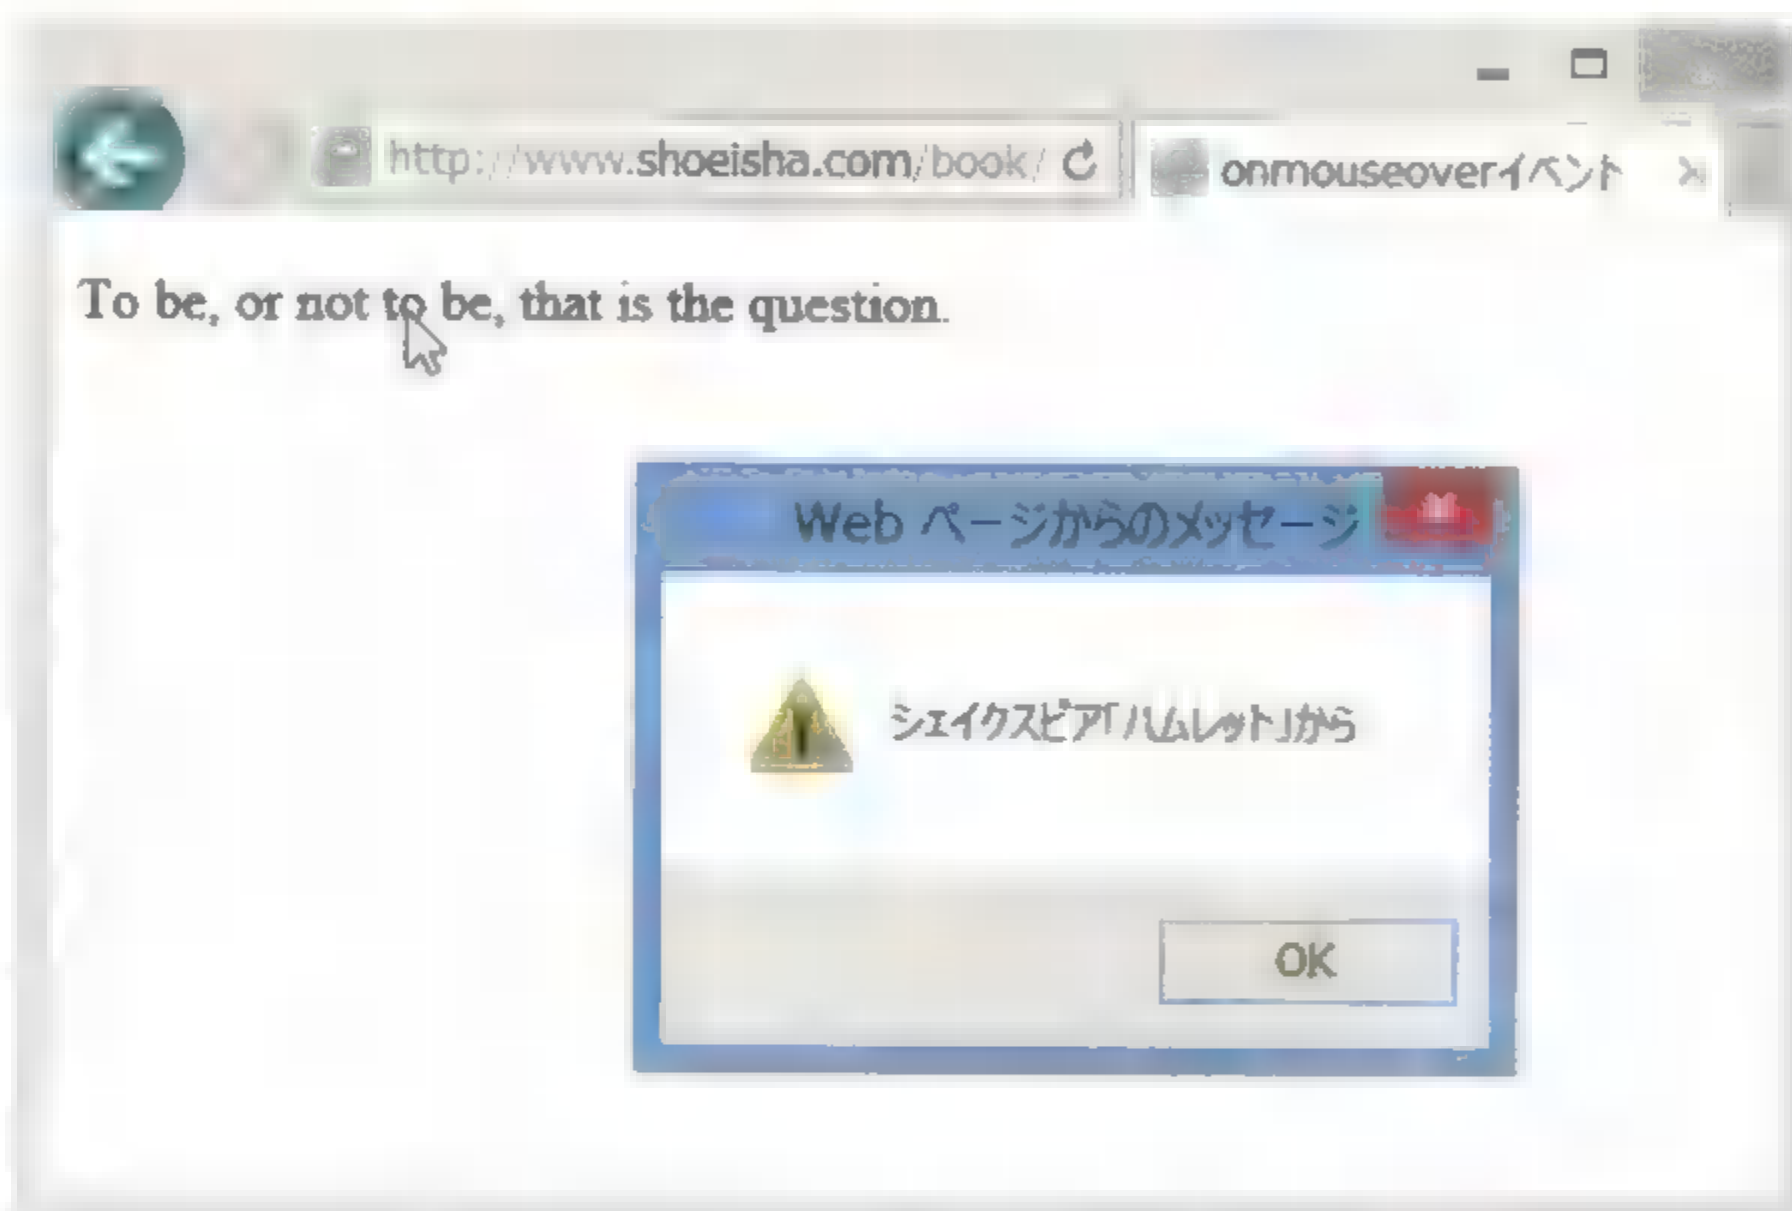 http://www.shoeisha.com/book/
onmouseoverイベント
To be, or not to be, that is the question.
Web ページからのメッセージ
シェイクスピア「ハムレット」から
OK